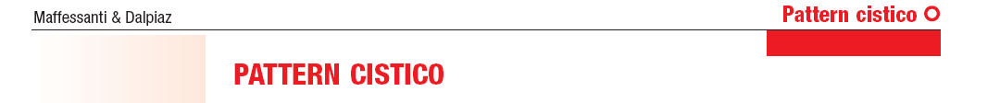 Maffessanti & Dalpiaz
Pattern cistico
PATTERN CISTICO